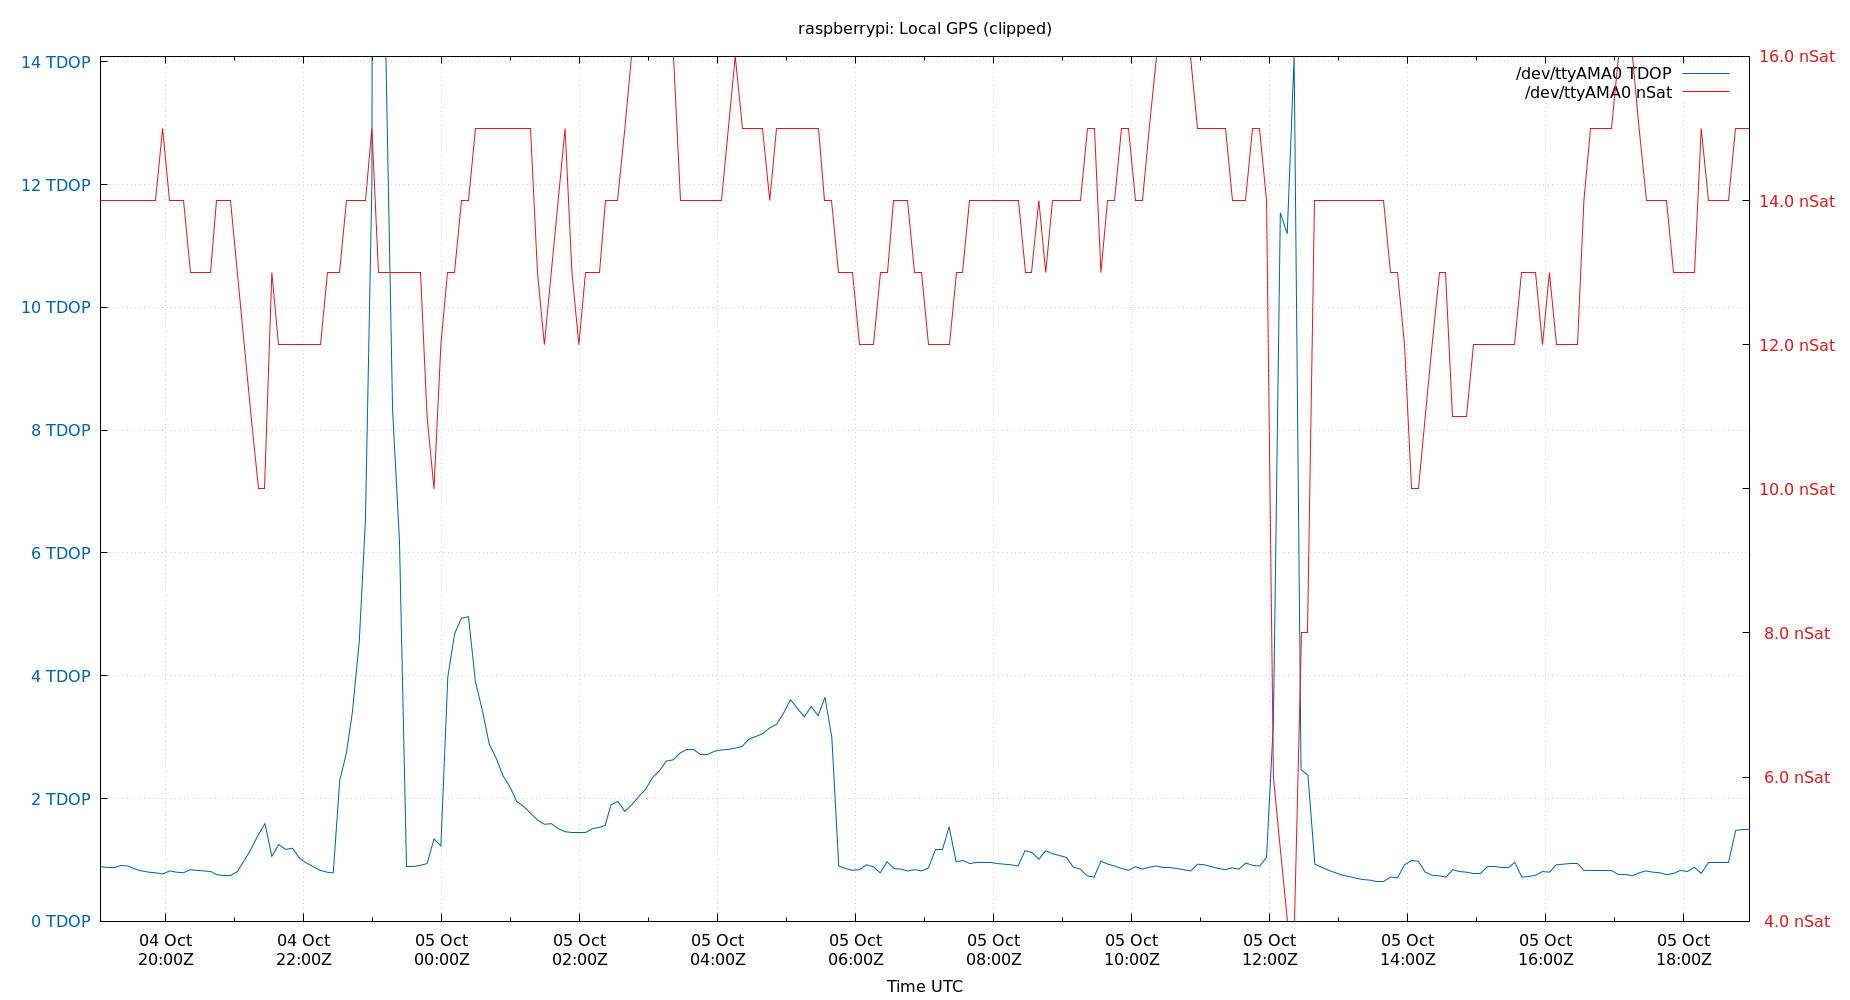 raspberrypi: Local GPS (clipped)
14 TDOP
12 TDOP
10 TDOP
8 TDOP
6 TDOP
4 TDOP
2 TDOP
0 TDOP
/dev/ttyAMA0 TDOP
/dev/ttyAMA0 nSat
16.0 nSat
14.0 nSat
12.0 nSat
10.0 nSat
8.0 nSat
6.0 nSat
4.0 nSat
04 Oct
20:00Z
04 Oct
22:00Z
05 Oct
00:00Z
05 Oct
02:00Z
05 Oct
04:00Z
05 Oct
06:00Z
05 Oct
08:00Z
05 Oct
10:00Z
05 Oct
12:00Z
05 Oct
14:00Z
05 Oct
16:00Z
05 Oct
18:00Z
Time UTC